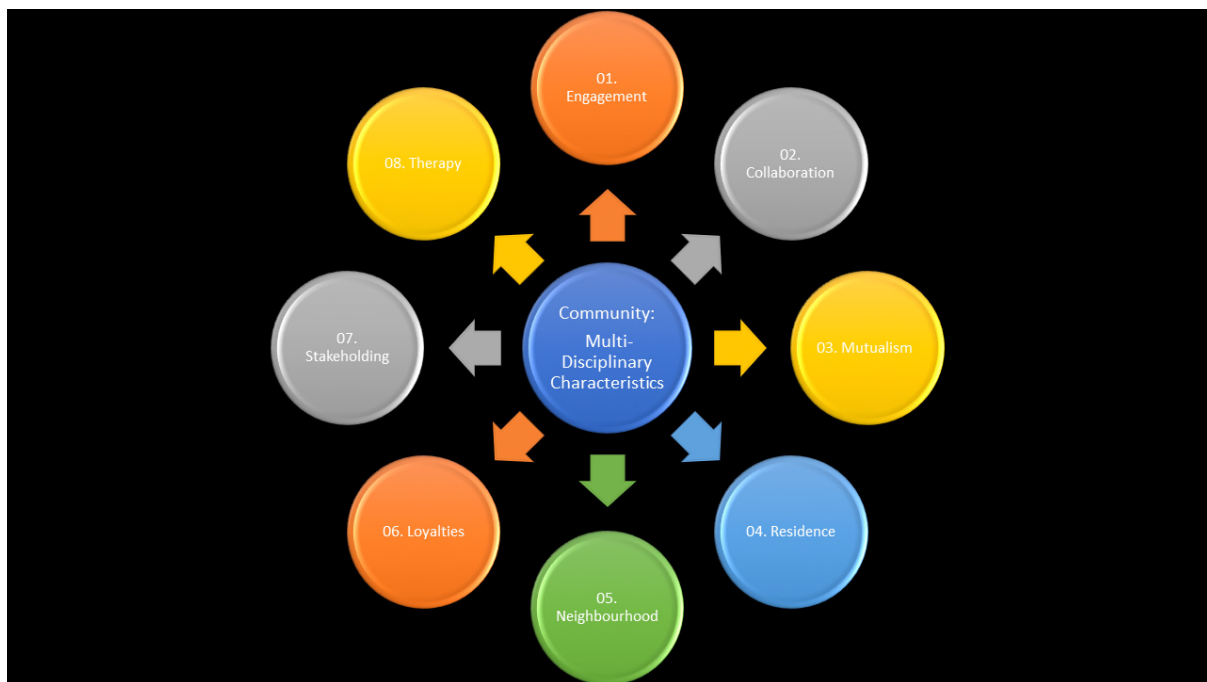 Community:
Multi-
Disciplinary
Characteristics
01.
Engagement
02.
Collaboration
03. Mutualism
04. Residence
05.
Neighbourhood
06. Loyalties
07.
Stakeholding
08. Therapy